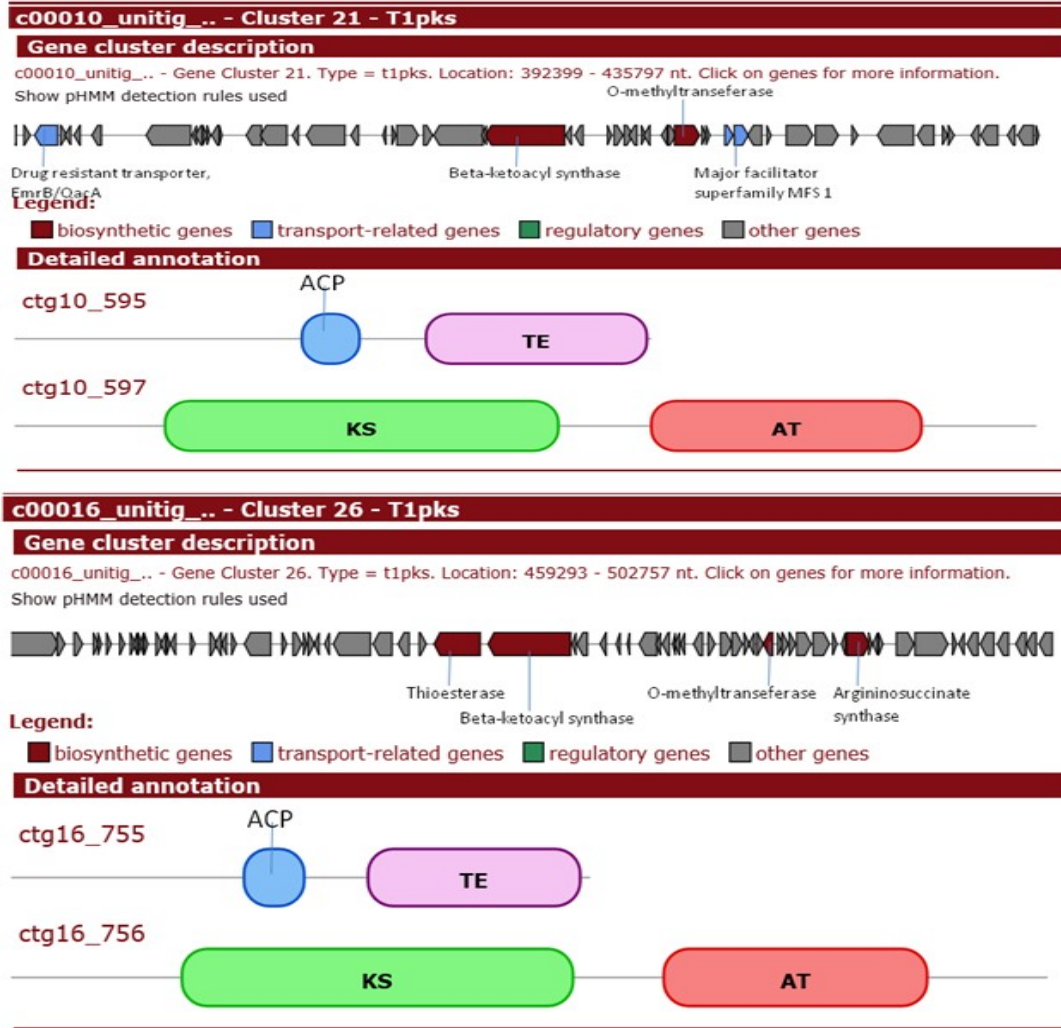 c00010_unitig_.. - Cluster 21 - T1pks
Gene cluster description
c00010_unitig_.. - Gene Cluster 21. Type = t1pks. Location: 392399 - 435797 nt. Click on genes for more information.
Show pHMM detection rules used
O-methyltranseferase
Drug resistant transporter,
EmrB/QacA
Beta-ketoacyl synthase
Major facilitator
superfamily MFS 1
Legend:
biosynthetic genes transport-related genes regulatory genes other genes
Detailed annotation
ACP
ctg10_595
TE
ctg10_597
KS
AT
c00016_unitig_.. - Cluster 26 - T1pks
Gene cluster description
c00016_unitig_.. - Gene Cluster 26. Type = t1pks. Location: 459293 - 502757 nt. Click on genes for more information.
Show pHMM detection rules used
Thioesterase
Beta-ketoacyl synthase
O-methyltranseferase
Argininosuccinate
synthase
Legend:
biosynthetic genes transport-related genes regulatory genes other genes
Detailed annotation
ACP
ctg16_755
TE
ctg16_756
KS
AT